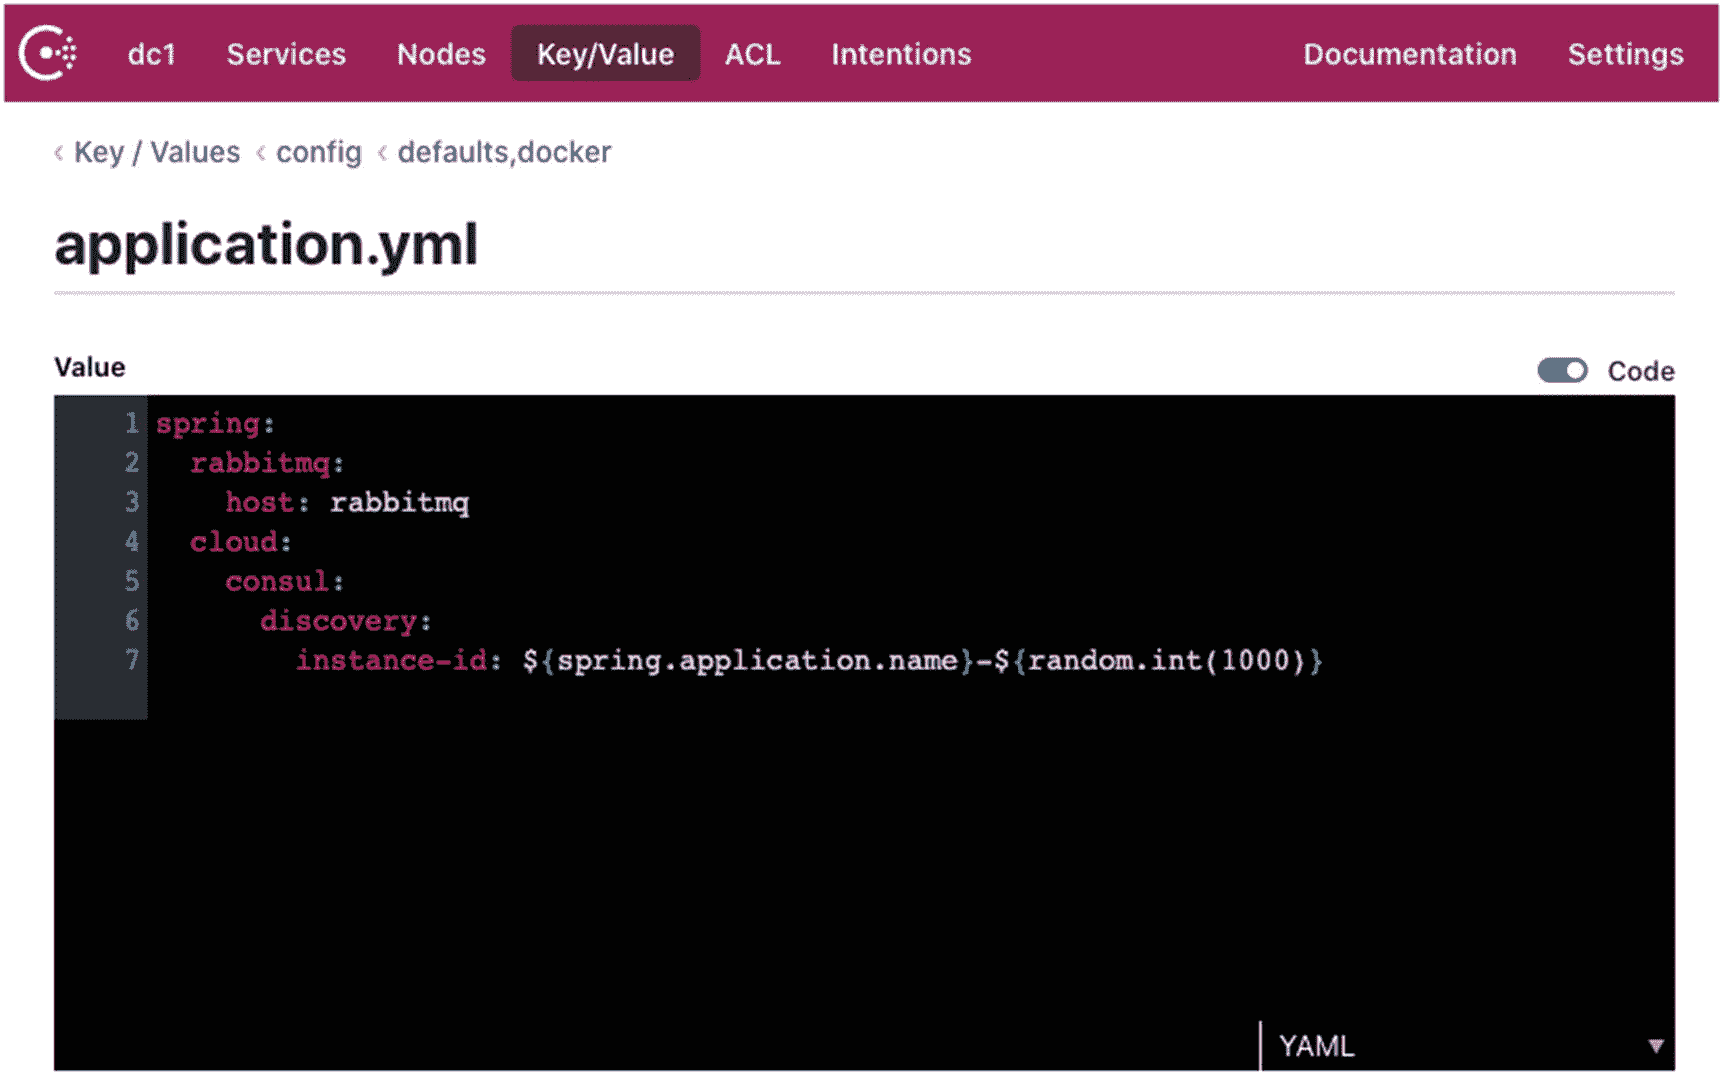 dc1 Services Nodes Key/Value ACL Intentions Documentation Settings
‹ Key / Values ‹ config ‹ defaults,docker
application.yml
Value Code
1 spring:
2   rabbitmq:
3     host: rabbitmq
4   cloud:
5     consul:
6       discovery:
7         instance-id: ${spring.application.name}-${random.int(1000)}
YAML